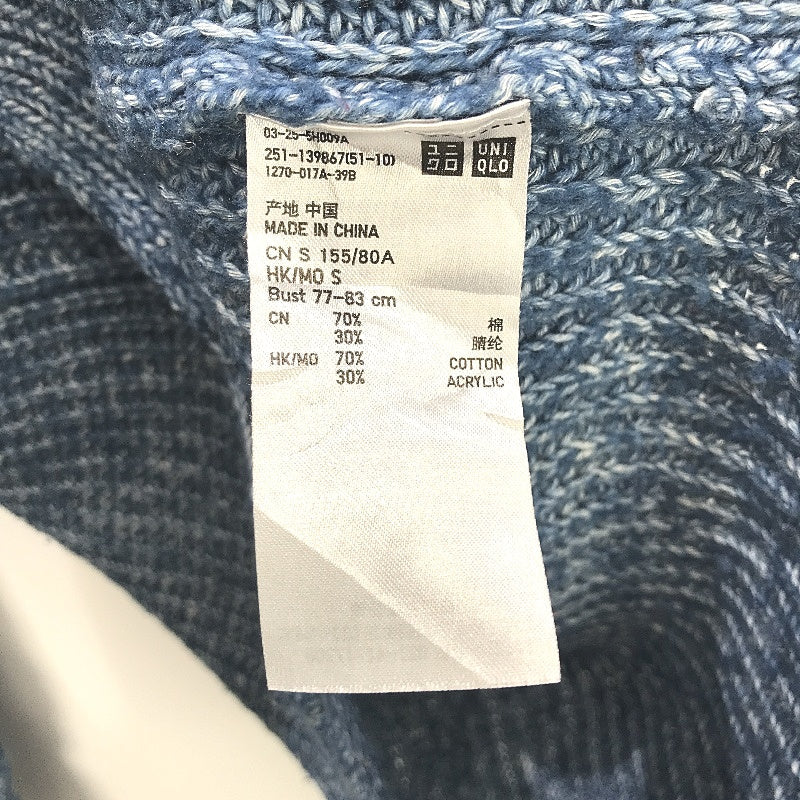 03-25-5H009A
251-139867(51-10)
1270-017A-39B
ユニ
クロ
UNI
QLO
产地 中国
MADE IN CHINA
CN S 155/80A
HK/MO S
Bust 77-83 cm
CN 70% 棉
30% 腈纶
HK/MO 70% COTTON
30% ACRYLIC